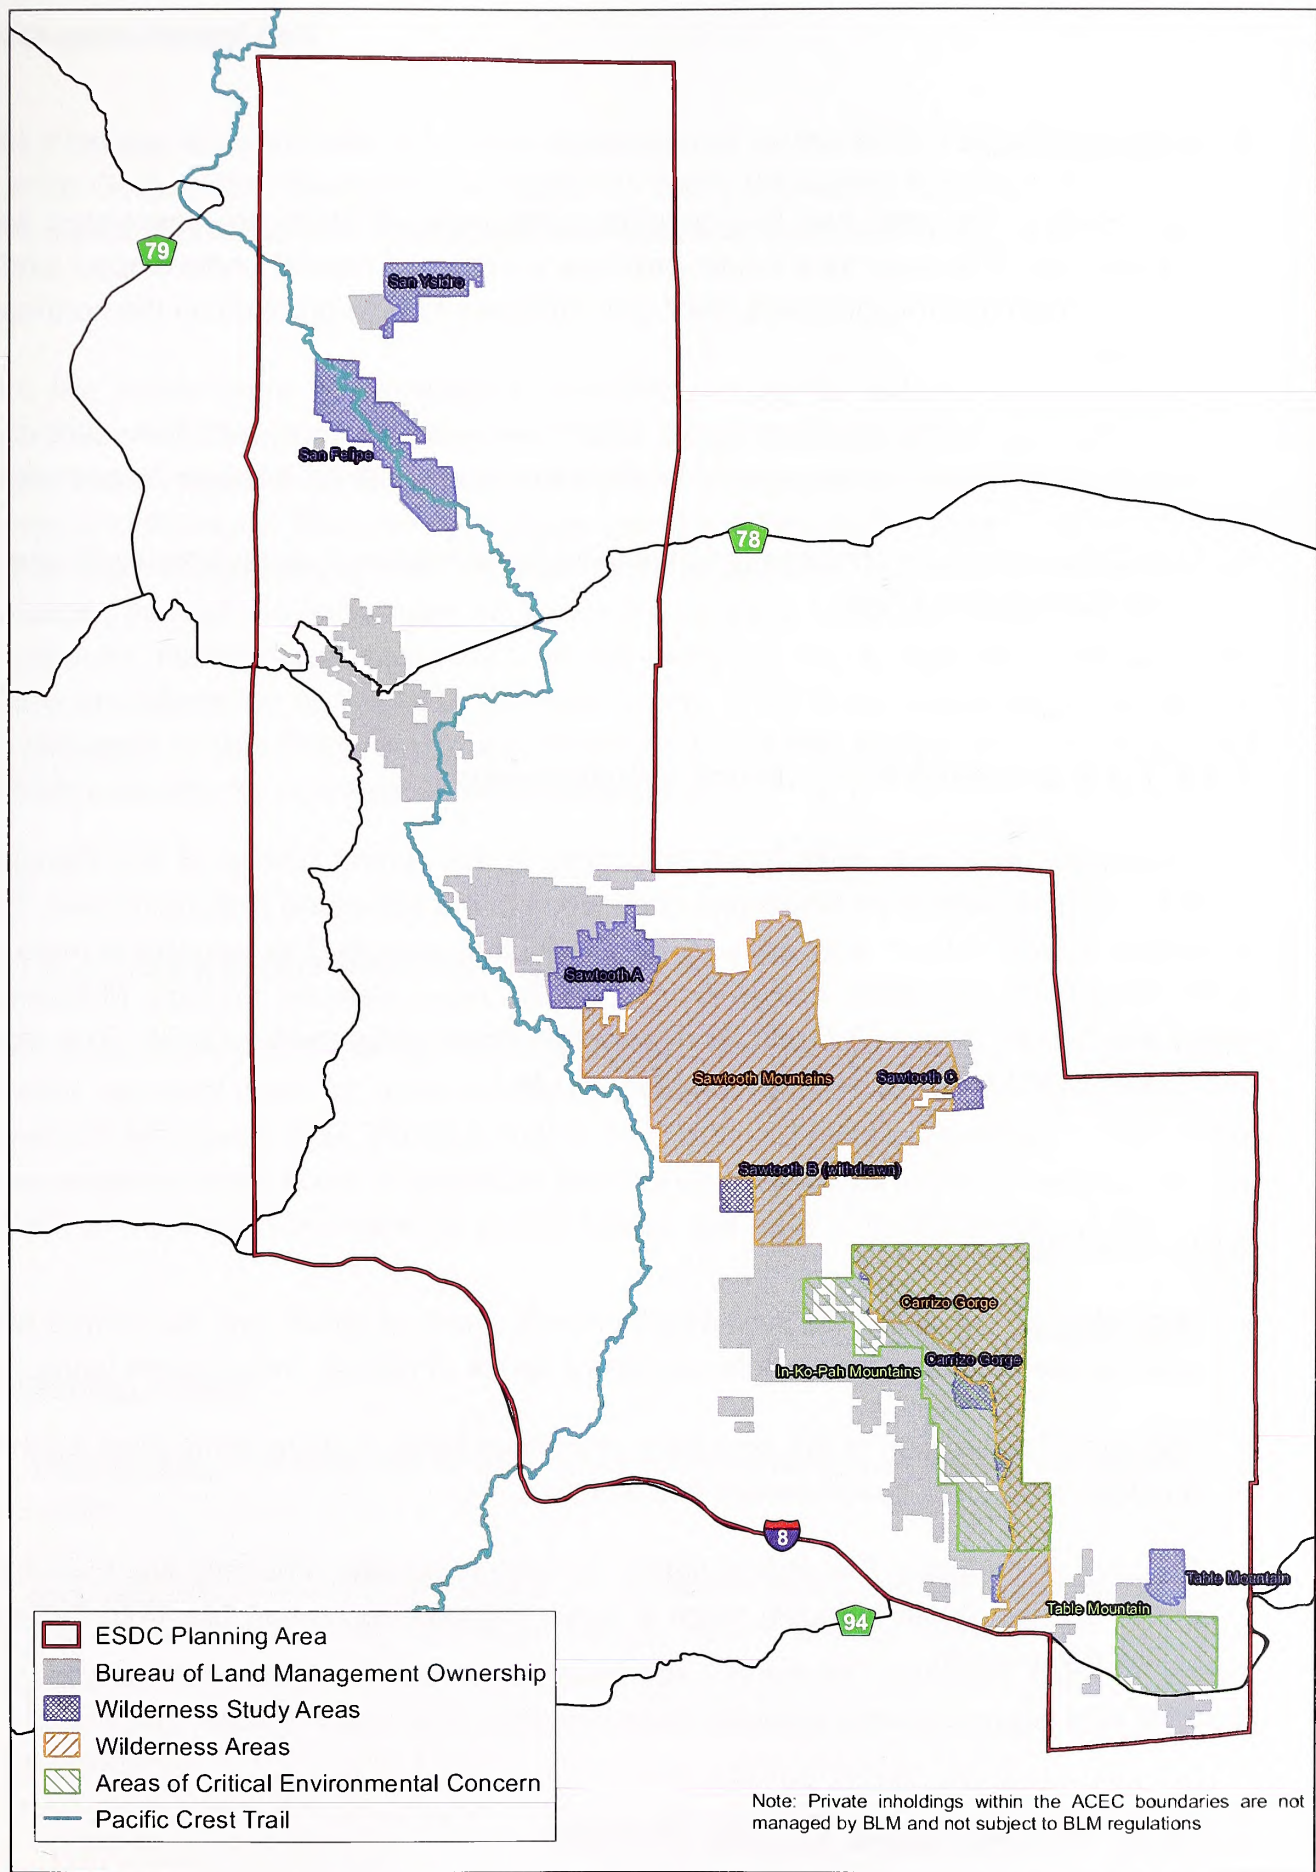 79
San Ysidro
San Felipe
78
Sawtooth A
Sawtooth Mountains
Sawtooth C
Sawtooth B (withdrawn)
Carrizo Gorge
Carrizo Gorge
In-Ko-Pah Mountains
8
Table Mountain
Table Mountain
94
ESDC Planning Area
Bureau of Land Management Ownership
Wilderness Study Areas
Wilderness Areas
Areas of Critical Environmental Concern
Pacific Crest Trail
Note: Private inholdings within the ACEC boundaries are not
managed by BLM and not subject to BLM regulations